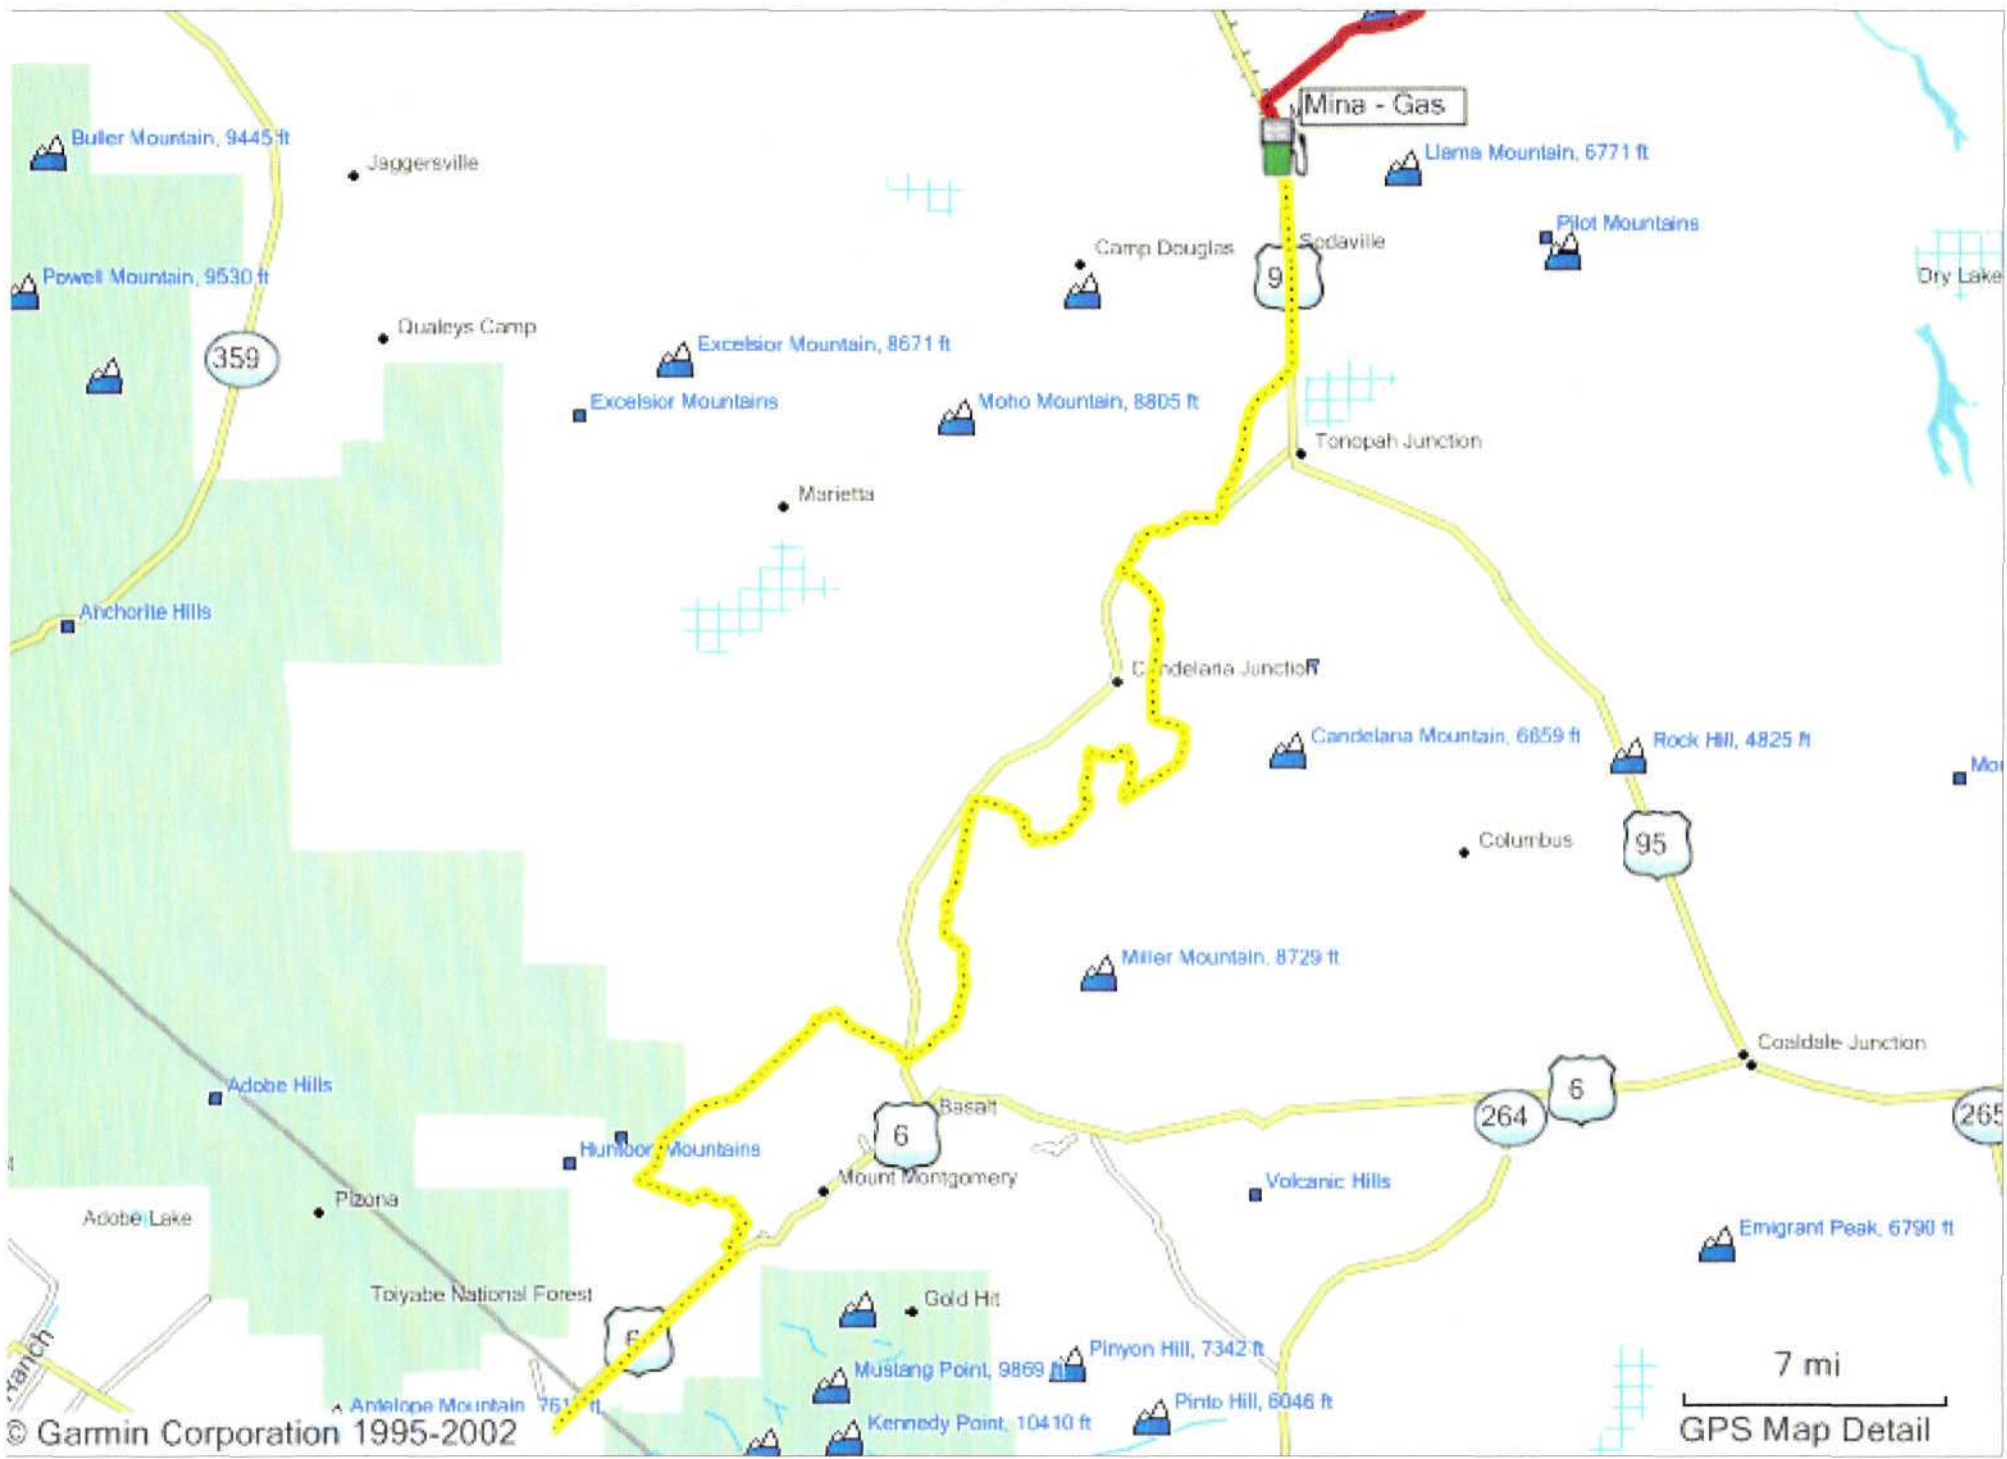 Mina - Gas
Buller Mountain, 9445 ft
Jaggersville
Llama Mountain, 6771 ft
Pilot Mountains
Camp Douglas
Sodaville
9
Dry Lake
Powell Mountain, 9530 ft
Qualeys Camp
359
Excelsior Mountain, 8671 ft
Excelsior Mountains
Moho Mountain, 8805 ft
Tonopah Junction
Marietta
Anchorite Hills
Candelaria Junction
Candelaria Mountain, 6659 ft
Rock Hill, 4825 ft
Mor
Columbus
95
Miller Mountain, 8729 ft
Coaldale Junction
Adobe Hills
6
Basalt
264
265
6
Huntoon Mountains
Mount Montgomery
Volcanic Hills
Pizona
Adobe Lake
Emigrant Peak, 6790 ft
Toiyabe National Forest
Gold Hit
6
Ranch
Pinyon Hill, 7342 ft
Mustang Point, 9869 ft
7 mi
Antelope Mountain, 761 ft
Pinto Hill, 6046 ft
Kennedy Point, 10410 ft
GPS Map Detail
© Garmin Corporation 1995-2002